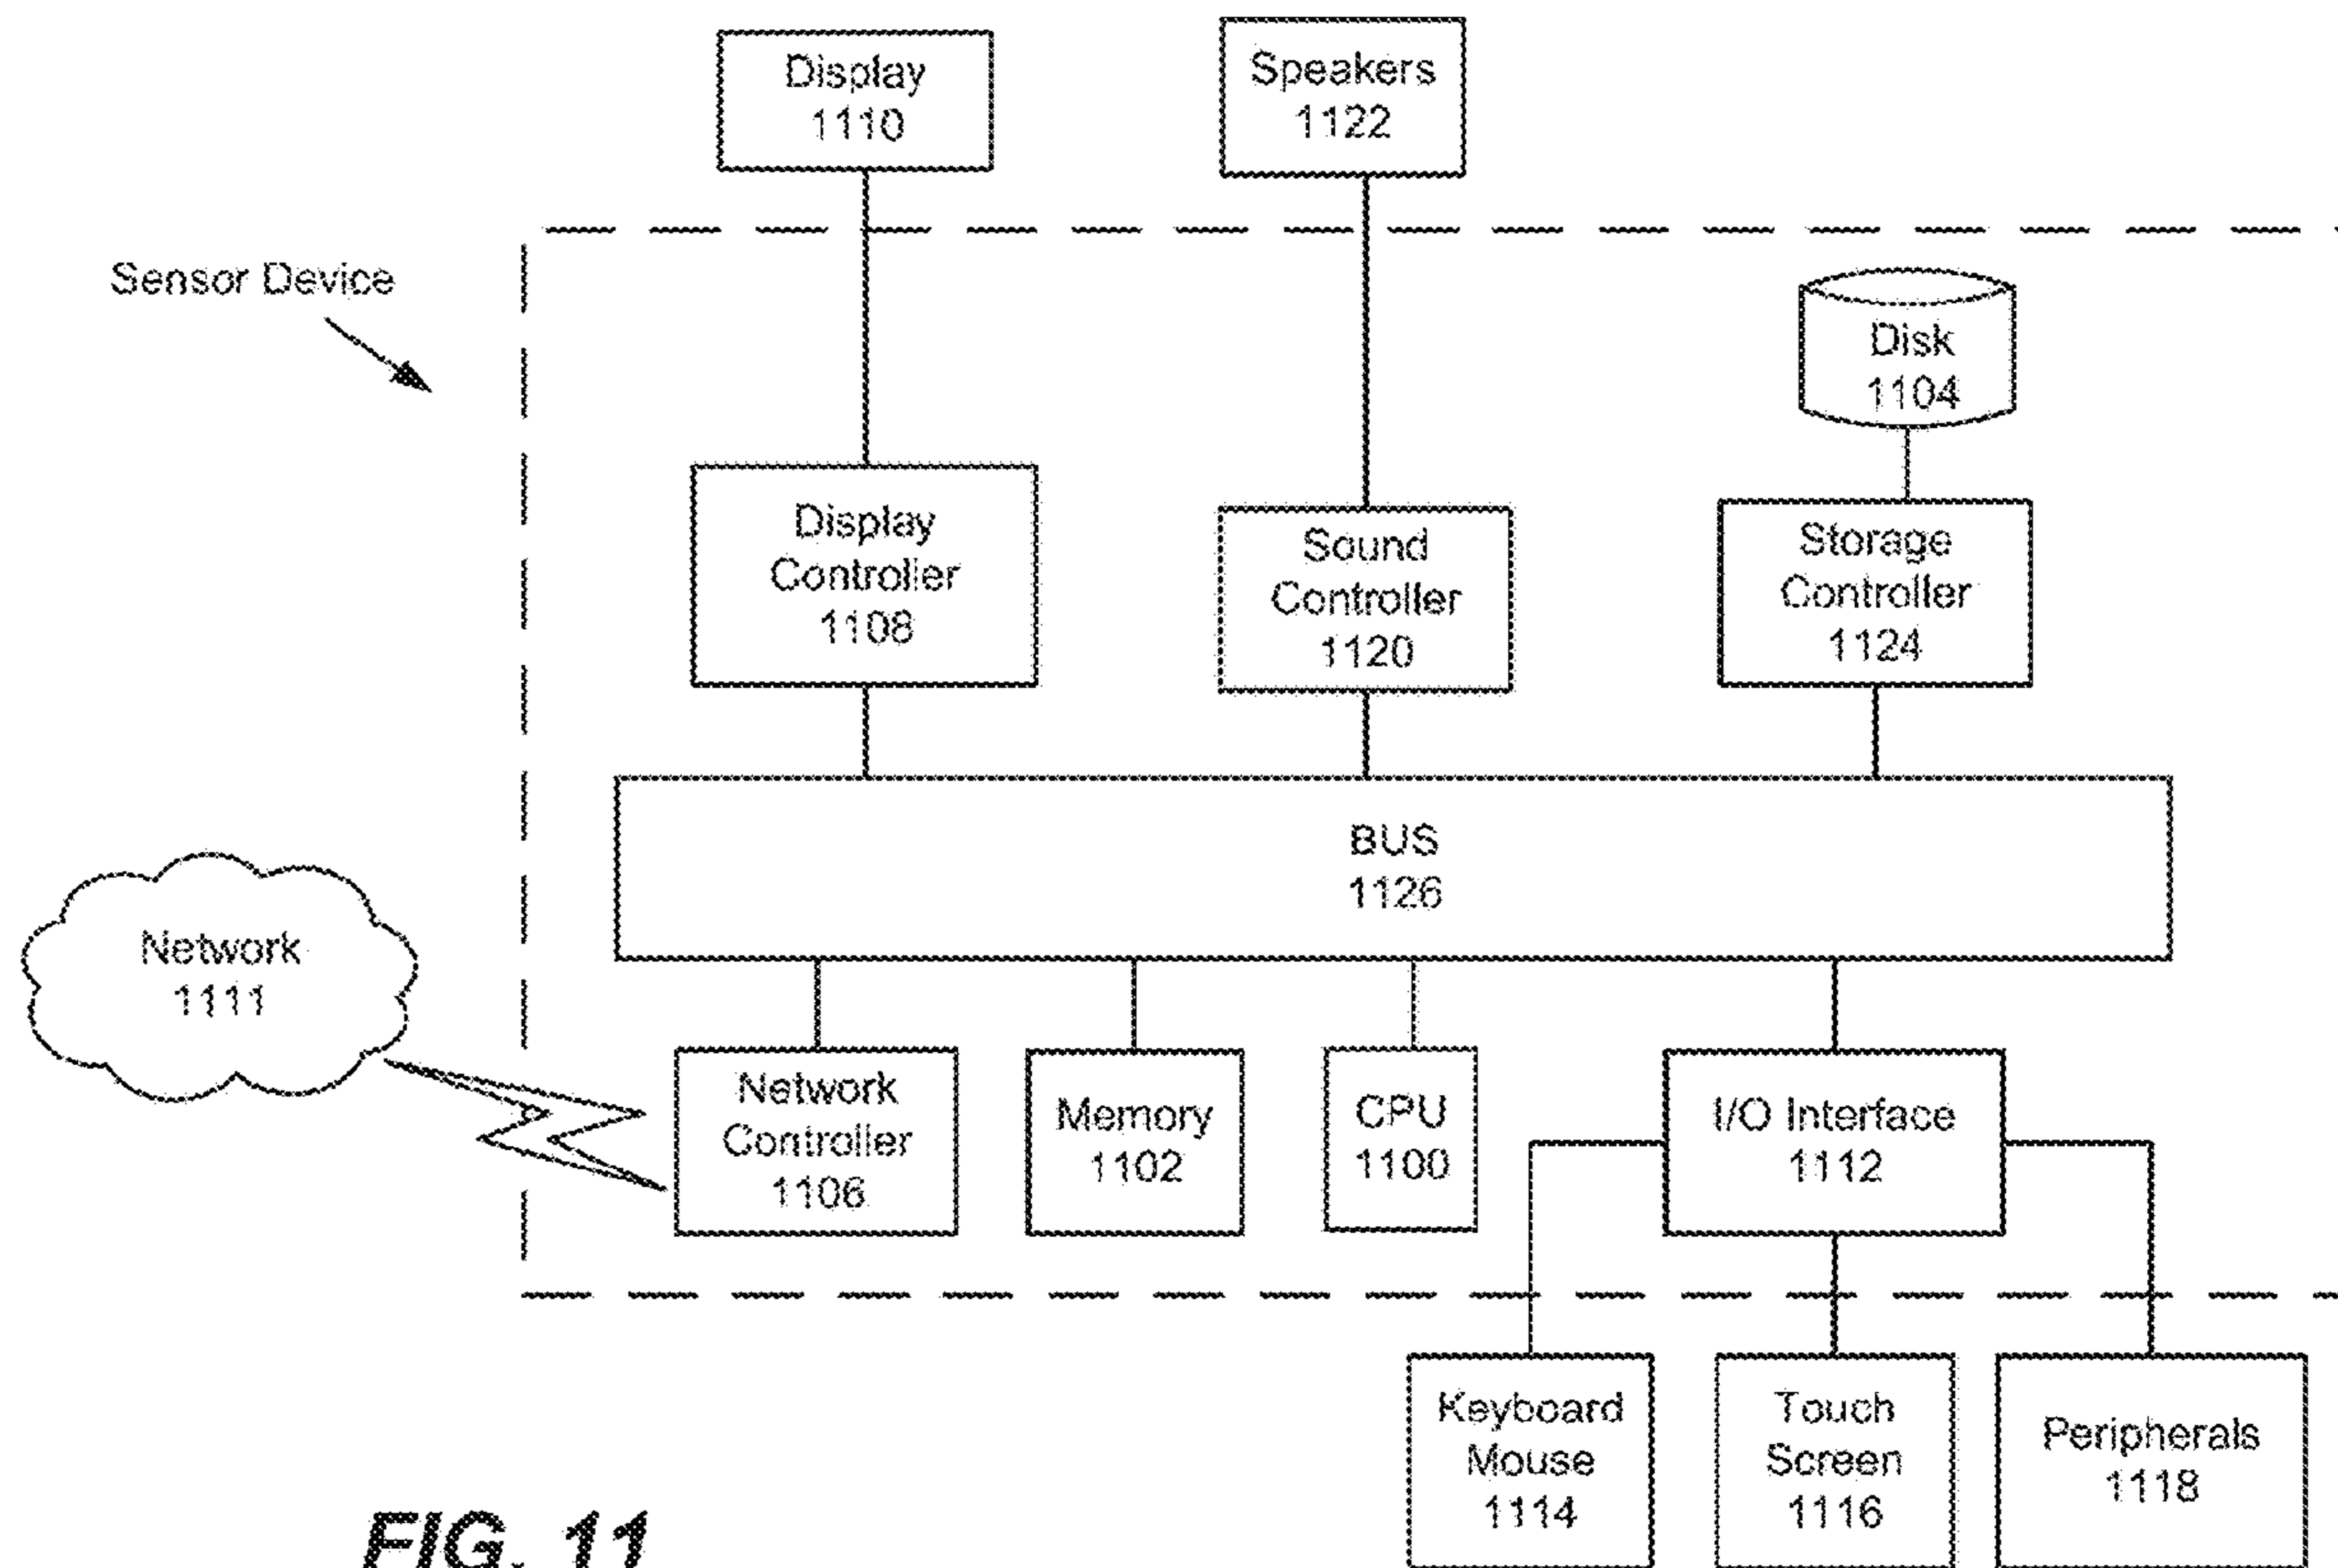 Display
1110
Speakers
1122
Sensor Device
Disk
1104
Display
Controller
1108
Sound
Controller
1120
Storage
Controller
1124
BUS
1126
Network
1111
Network
Controller
1106
Memory
1102
CPU
1100
I/O Interface
1112
Keyboard
Mouse
1114
Touch
Screen
1116
Peripherals
1118
FIG. 11